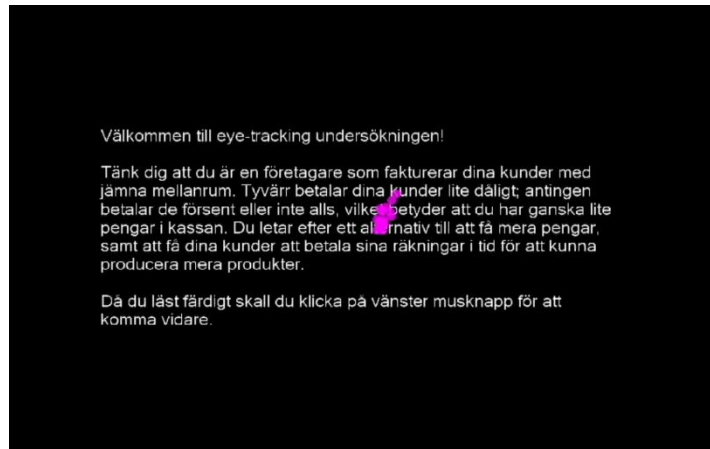 Välkommen till eye-tracking undersökningen!
Tänk dig att du är en företagare som fakturerar dina kunder med
jämna mellanrum. Tyvärr betalar dina kunder lite dåligt; antingen
betalar de försent eller inte alls, vilket betyder att du har ganska lite
pengar i kassan. Du letar efter ett alternativ till att få mera pengar,
samt att få dina kunder att betala sina räkningar i tid för att kunna
producera mera produkter.
Då du läst färdigt skall du klicka på vänster musknapp för att
komma vidare.